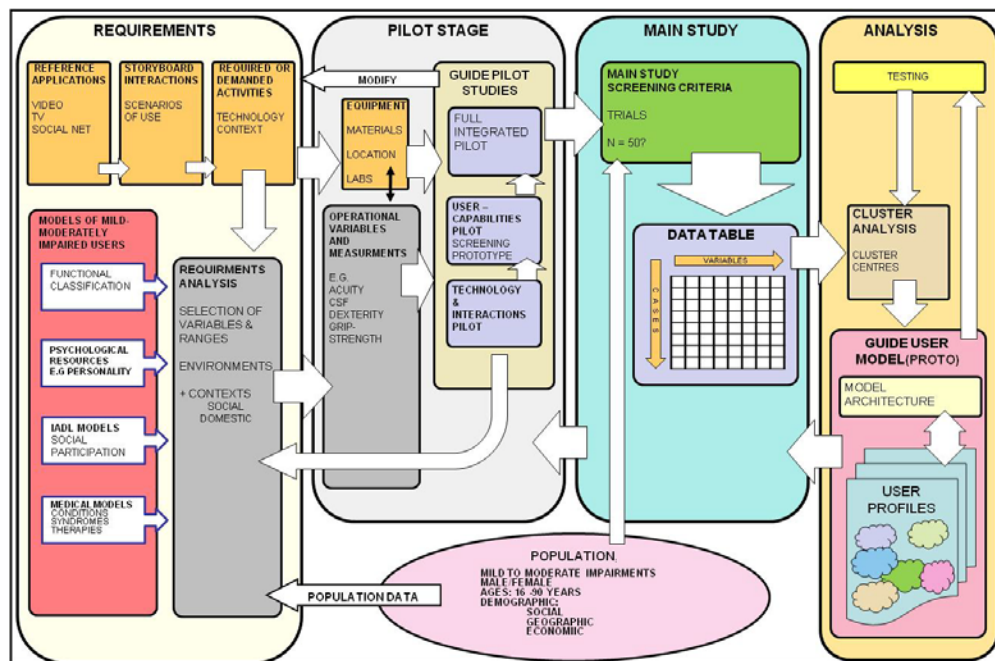 REQUIREMENTS
REFERENCE
APPLICATIONS
VIDEO
TV
SOCIAL NET
STORYBOARD
INTERACTIONS
SCENARIOS
OF USE
REQUIRED OR
DEMANDED
ACTIVITIES
TECHNOLOGY
CONTEXT
MODELS OF MILD-
MODERATELY
IMPAIRED USERS
FUNCTIONAL
CLASSIFICATION
PSYCHOLOGICAL
RESOURCES
E.G PERSONALITY
IADL MODELS
SOCIAL
PARTICIPATION
MEDICAL MODELS
CONDITIONS
SYNDROMES
THERAPIES
REQUIRMENTS
ANALYSIS
SELECTION OF
VARIABLES &
RANGES
ENVIRONMENTS
+ CONTEXTS
SOCIAL
DOMESTIC
PILOT STAGE
MODIFY
EQUIPMENT
MATERIALS
LOCATION
LABS
OPERATIONAL
VARIABLES
AND
MEASURMENTS
E.G.
ACUITY
CSF
DEXTERITY
GRIP-
STRENGTH
GUIDE PILOT
STUDIES
FULL
INTEGRATED
PILOT
USER –
CAPABILITIES
PILOT
SCREENING
PROTOTYPE
TECHNOLOGY
&
INTERACTIONS
PILOT
MAIN STUDY
MAIN STUDY
SCREENING CRITERIA
TRIALS
N = 50?
DATA TABLE
VARIABLES
CASES
ANALYSIS
TESTING
CLUSTER
ANALYSIS
CLUSTER
CENTRES
GUIDE USER
MODEL(PROTO)
MODEL
ARCHITECTURE
USER
PROFILES
POPULATION,
MILD TO MODERATE IMPAIRMENTS
MALE/FEMALE
AGES: 16 -90 YEARS
DEMOGRAPHIC:
SOCIAL
GEOGRAPHIC
ECONOMIIC
POPULATION DATA